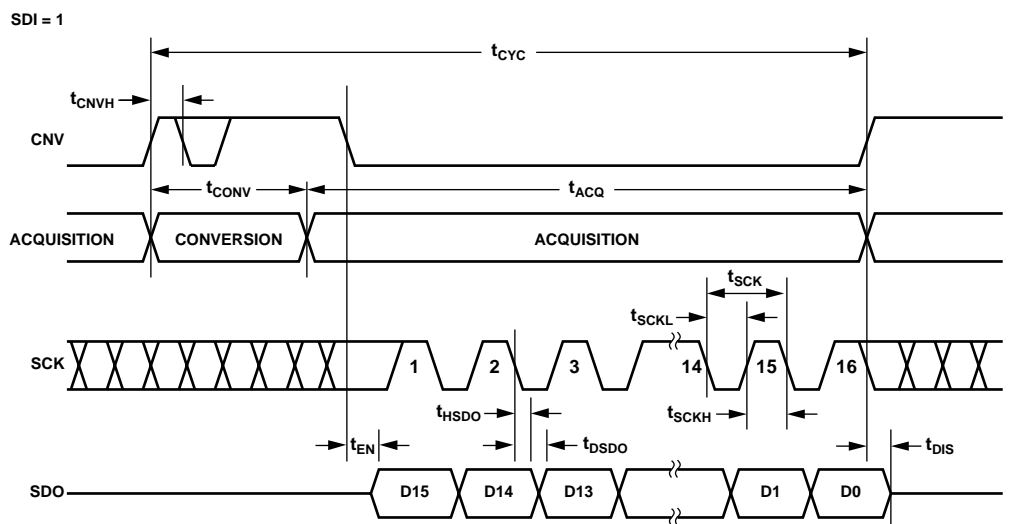 SDI = 1
tCYC
tCNVH
CNV
tCONV
tACQ
ACQUISITION
CONVERSION
ACQUISITION
tSCK
tSCKL
SCK
1
2
3
14
15
16
tHSDO
tSCKH
tEN
tDSDO
tDIS
SDO
D15
D14
D13
D1
D0